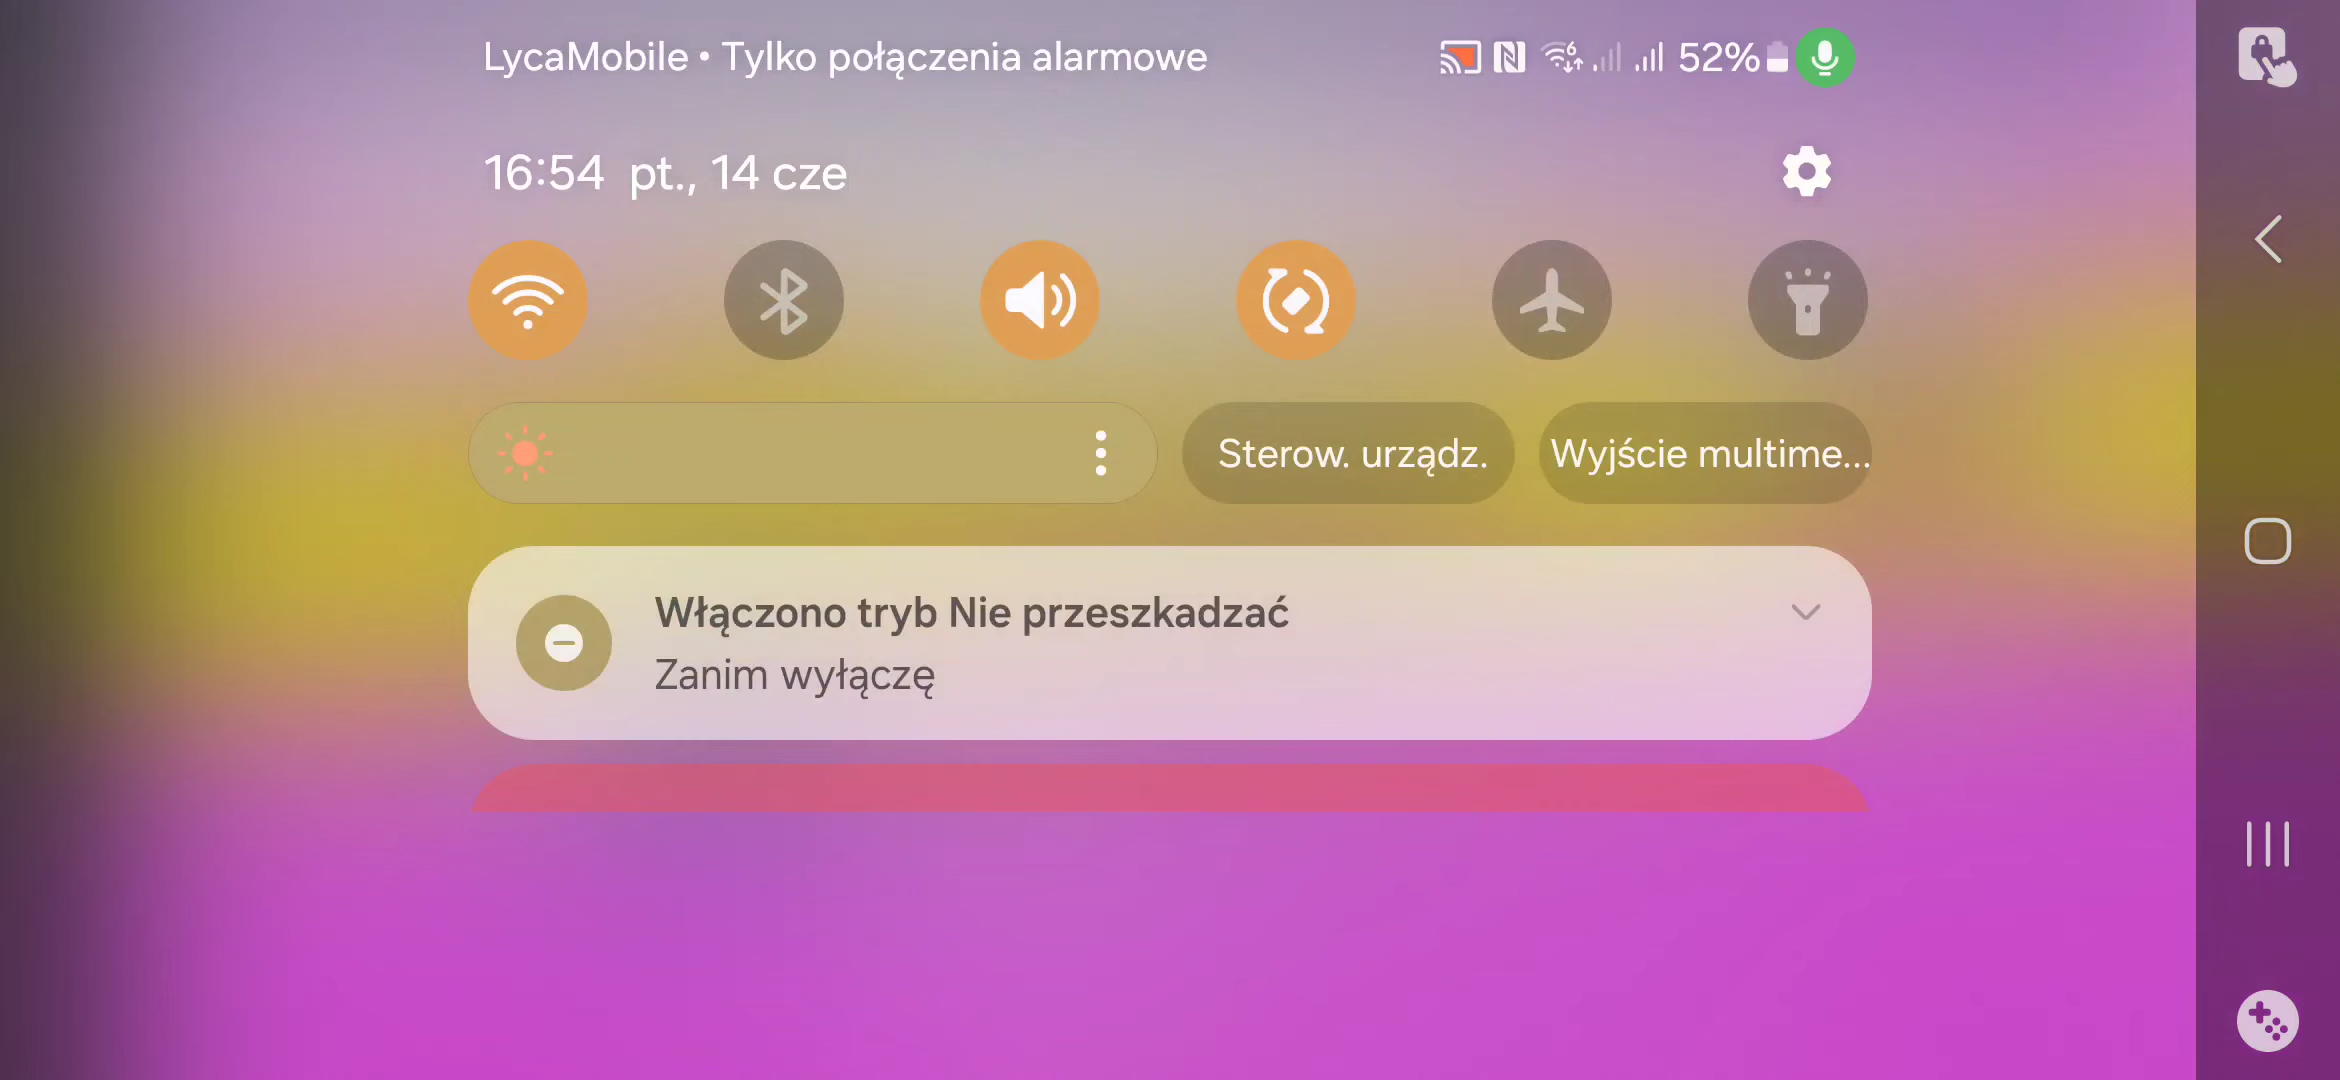 LycaMobile • Tylko połączenia alarmowe
6 52%
16:54 pt., 14 cze
Sterow. urządz.
Wyjście multime...
Włączono tryb Nie przeszkadzać
Zanim wyłączę